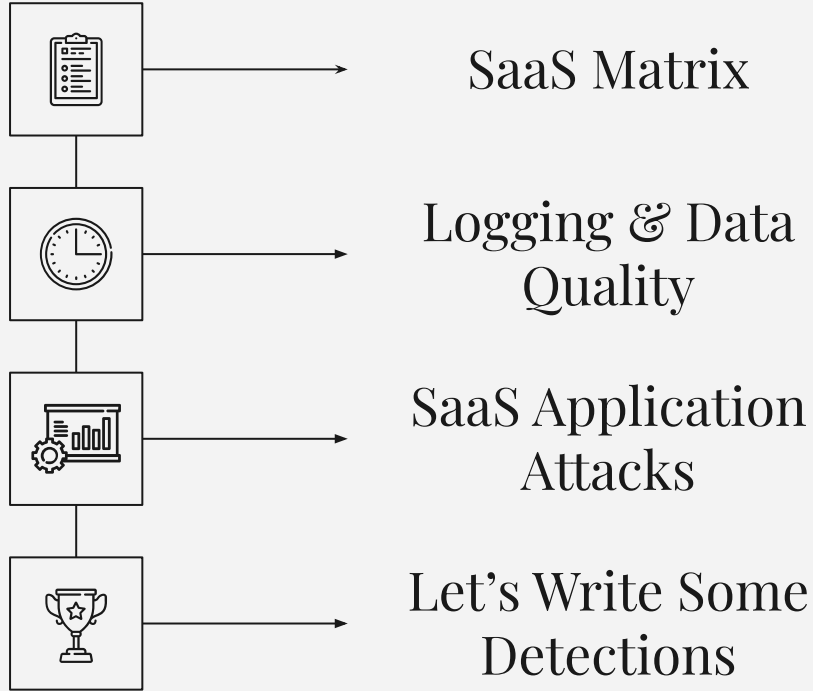 SaaS Matrix
Logging & Data
Quality
SaaS Application
Attacks
Let’s Write Some
Detections